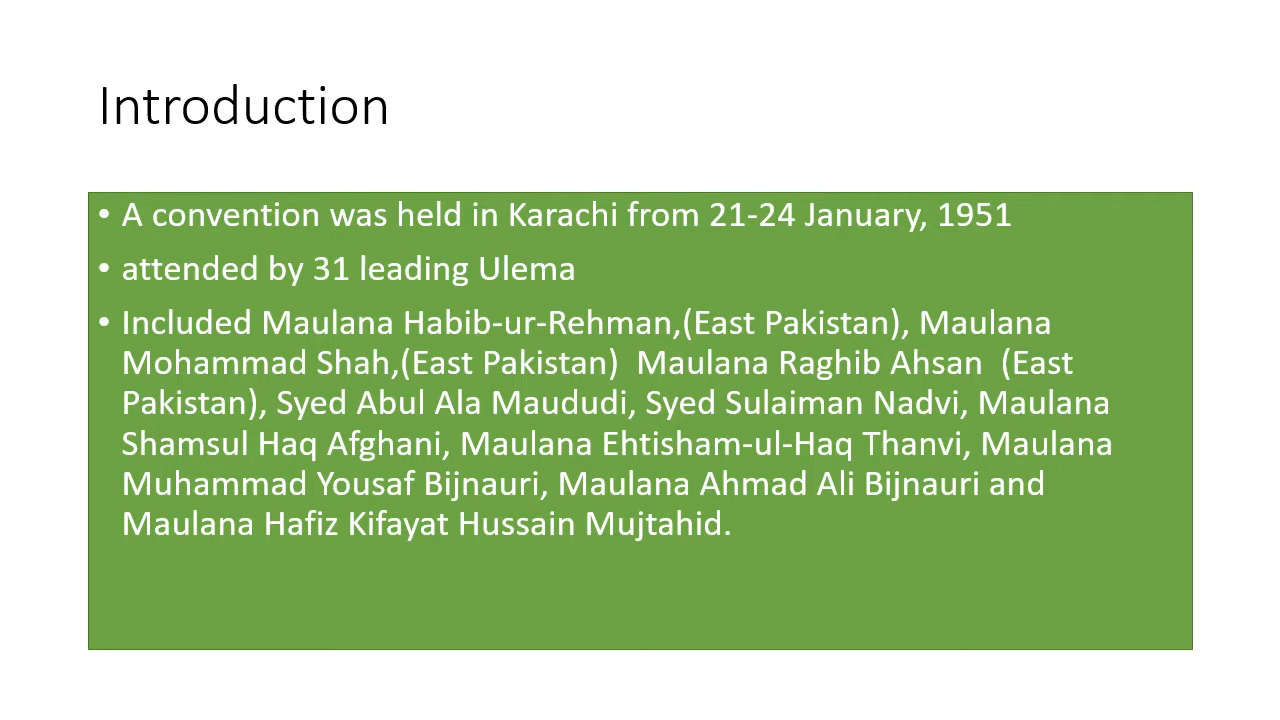 Introduction
• A convention was held in Karachi from 21-24 January, 1951
• attended by 31 leading Ulema
• Included Maulana Habib-ur-Rehman,(East Pakistan), Maulana
Mohammad Shah,(East Pakistan)  Maulana Raghib Ahsan  (East
Pakistan), Syed Abul Ala Maududi, Syed Sulaiman Nadvi, Maulana
Shamsul Haq Afghani, Maulana Ehtisham-ul-Haq Thanvi, Maulana
Muhammad Yousaf Bijnauri, Maulana Ahmad Ali Bijnauri and
Maulana Hafiz Kifayat Hussain Mujtahid.